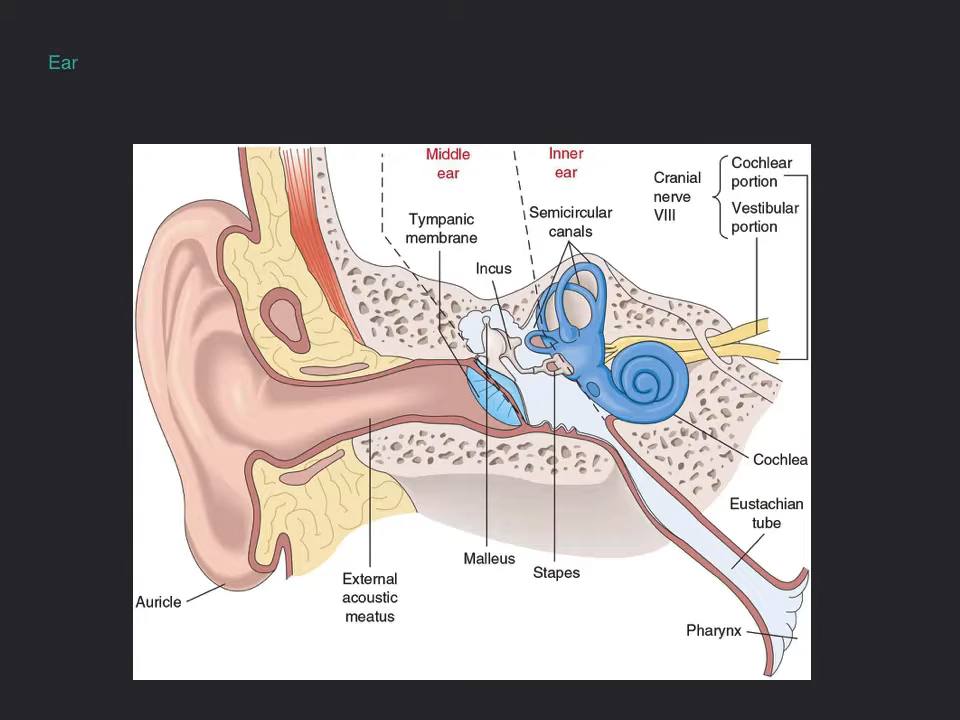 Ear
Middle
ear
Inner
ear
Cranial
nerve
VIII
Cochlear
portion
Vestibular
portion
Tympanic
membrane
Semicircular
canals
Incus
Cochlea
Eustachian
tube
Malleus
Stapes
External
acoustic
meatus
Auricle
Pharynx